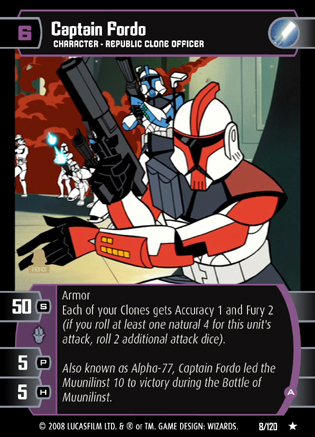 6
Captain Fordo
CHARACTER - REPUBLIC CLONE OFFICER
50 S
Armor
Each of your Clones gets Accuracy 1 and Fury 2
(if you roll at least one natural 4 for this unit's
attack, roll 2 additional attack dice).
5 P
5 H
Also known as Alpha-77, Captain Fordo led the
Muunilinst 10 to victory during the Battle of
Muunilinst.
A
© 2008 LUCASFILM LTD. & ® or TM. GAME DESIGN: WIZARDS. 8/120 ★